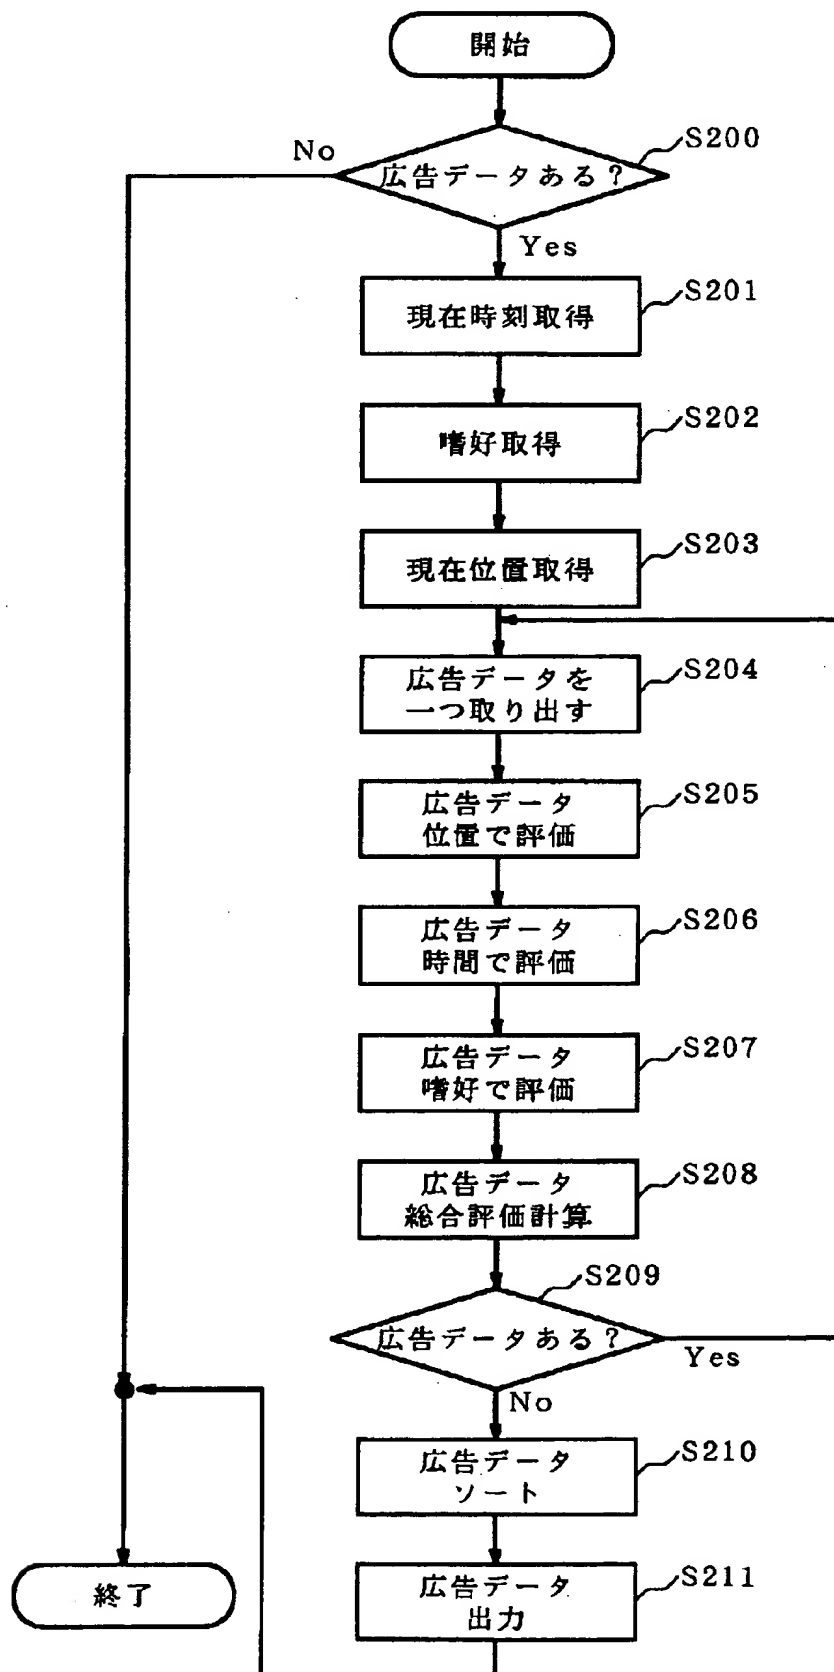 開始
No
S200
広告データある？
Yes
S201
現在時刻取得
S202
嗜好取得
S203
現在位置取得
S204
広告データを
一つ取り出す
S205
広告データ
位置で評価
S206
広告データ
時間で評価
S207
広告データ
嗜好で評価
S208
広告データ
総合評価計算
S209
広告データある？
Yes
No
S210
広告データ
ソート
S211
広告データ
出力
終了